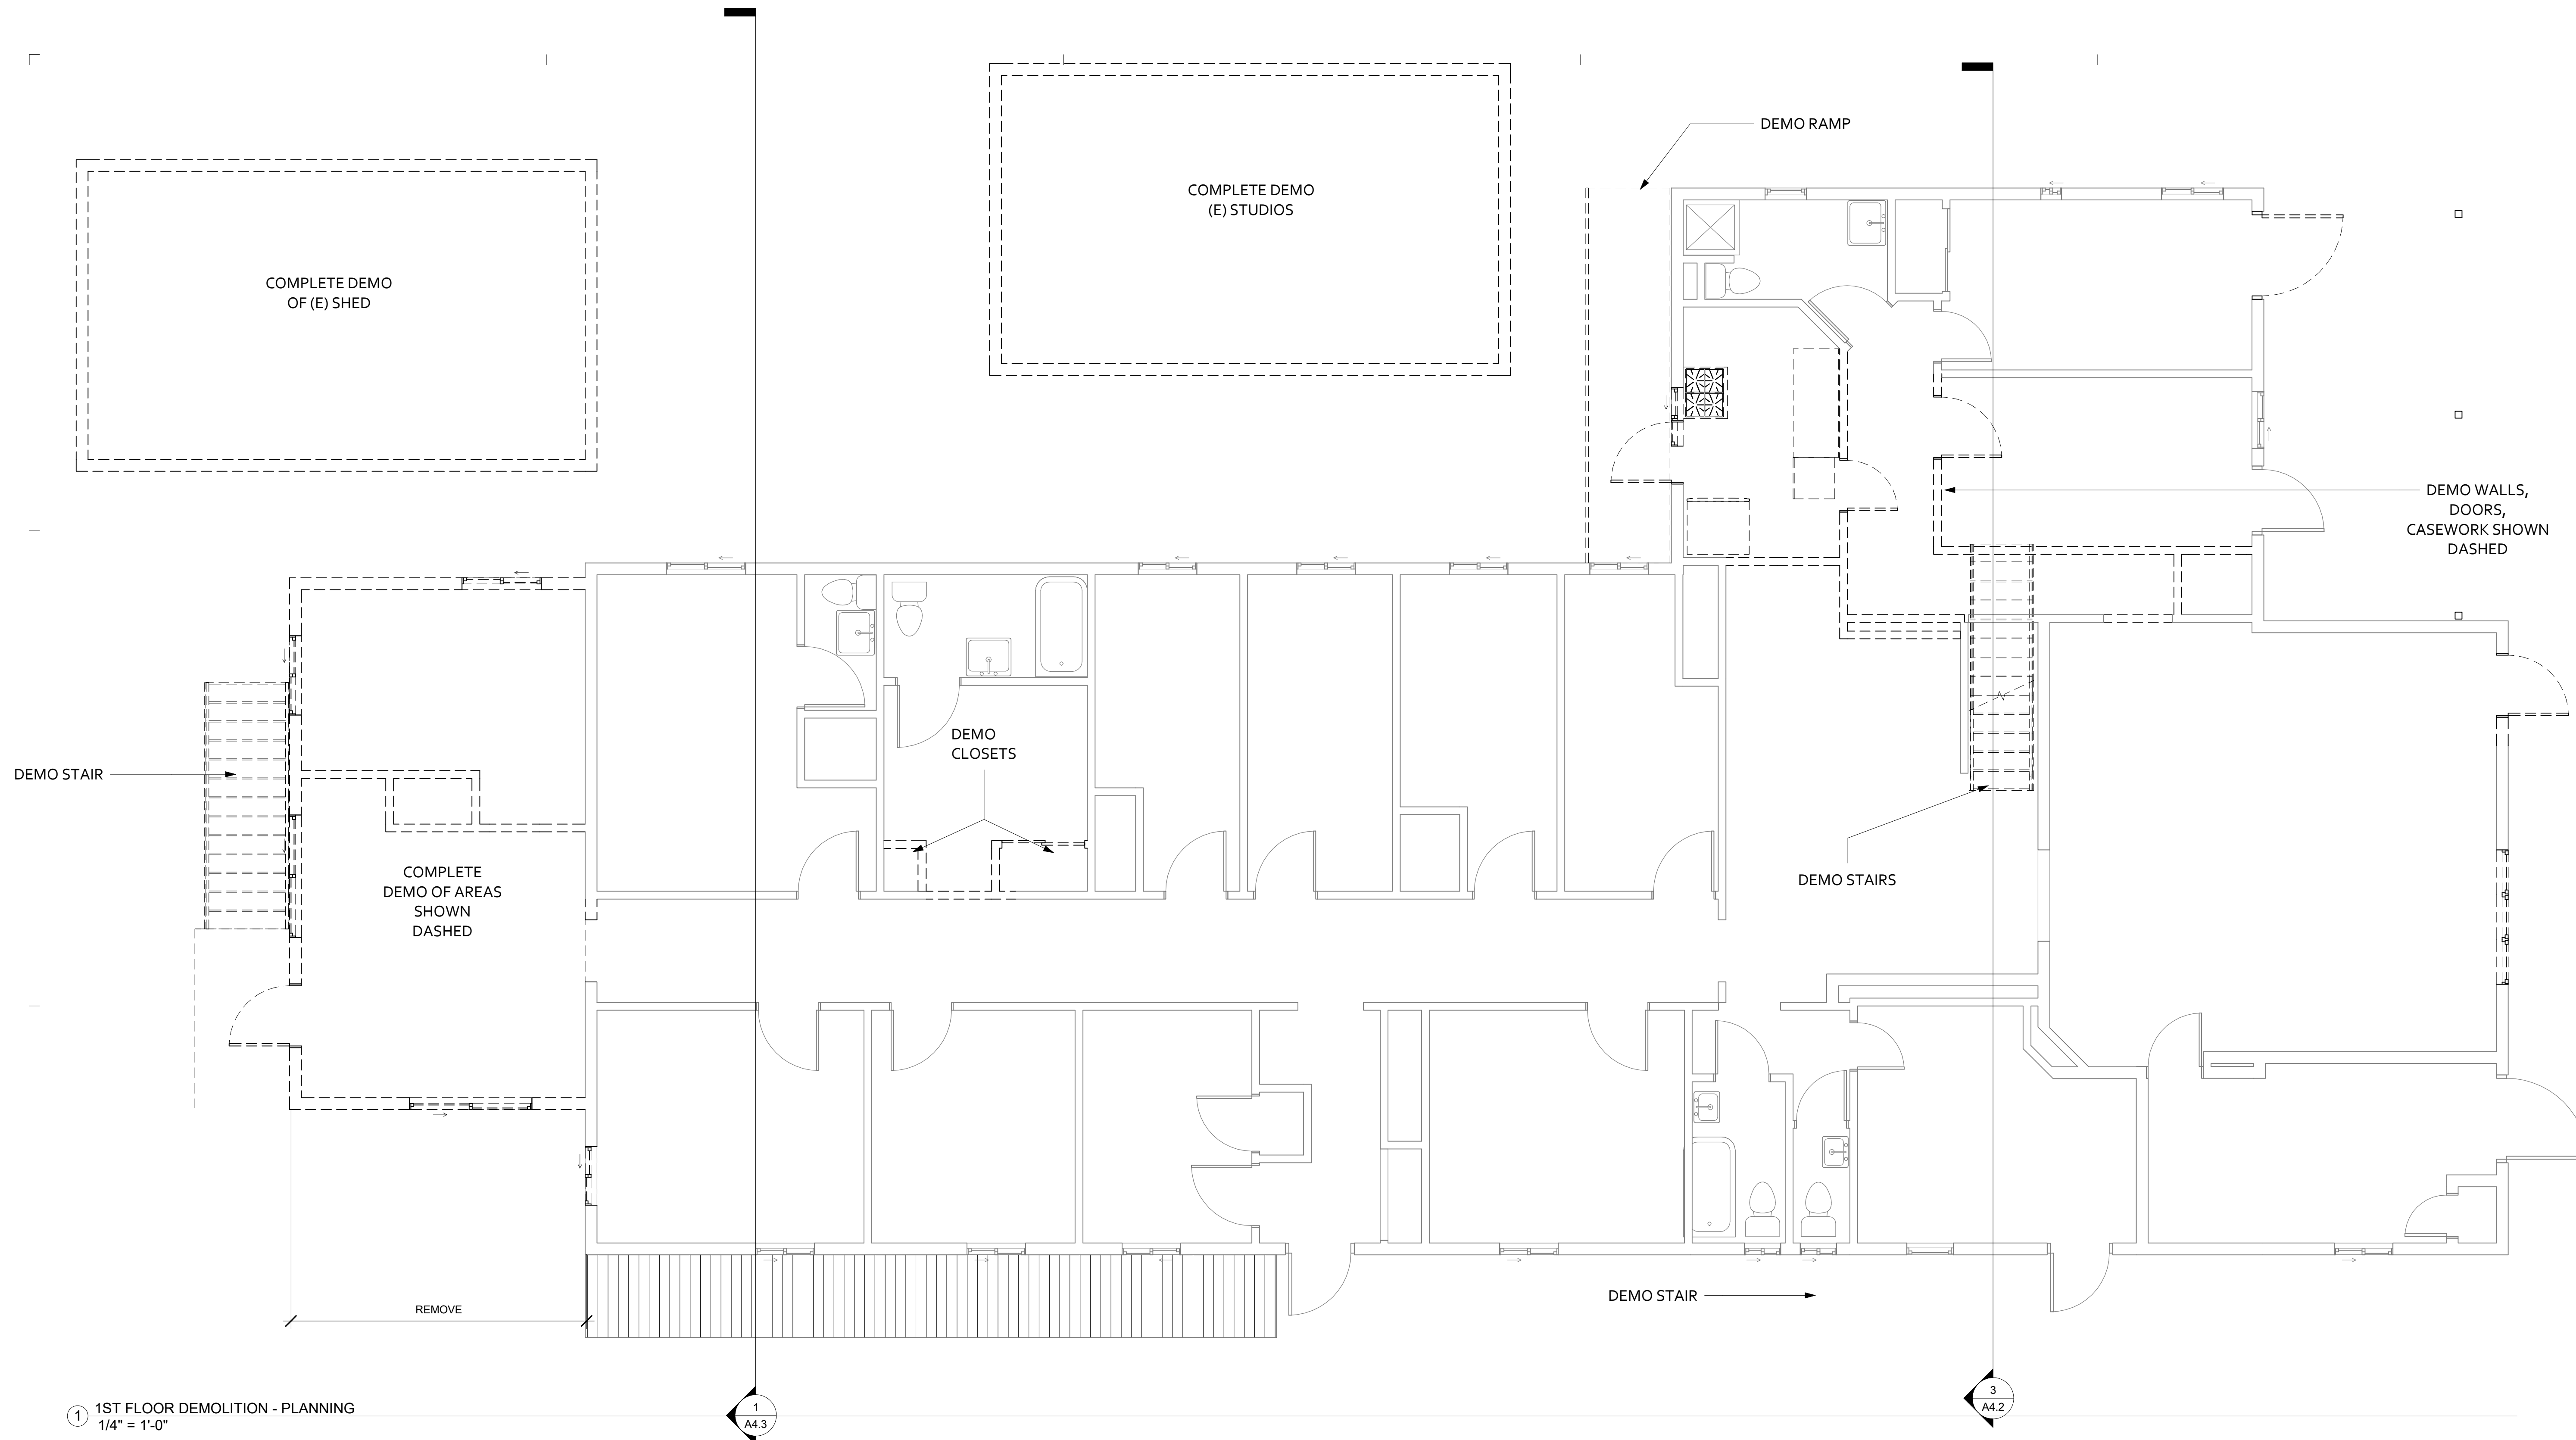 DEMO RAMP
COMPLETE DEMO
(E) STUDIOS
COMPLETE DEMO
OF (E) SHED
DEMO WALLS,
DOORS,
CASEWORK SHOWN
DASHED
DEMO
CLOSETS
DEMO STAIR
COMPLETE
DEMO OF AREAS
SHOWN
DASHED
DEMO STAIRS
DEMO STAIR
REMOVE
1
1ST FLOOR DEMOLITION - PLANNING
1/4" = 1'-0"
1
A4.3
3
A4.2